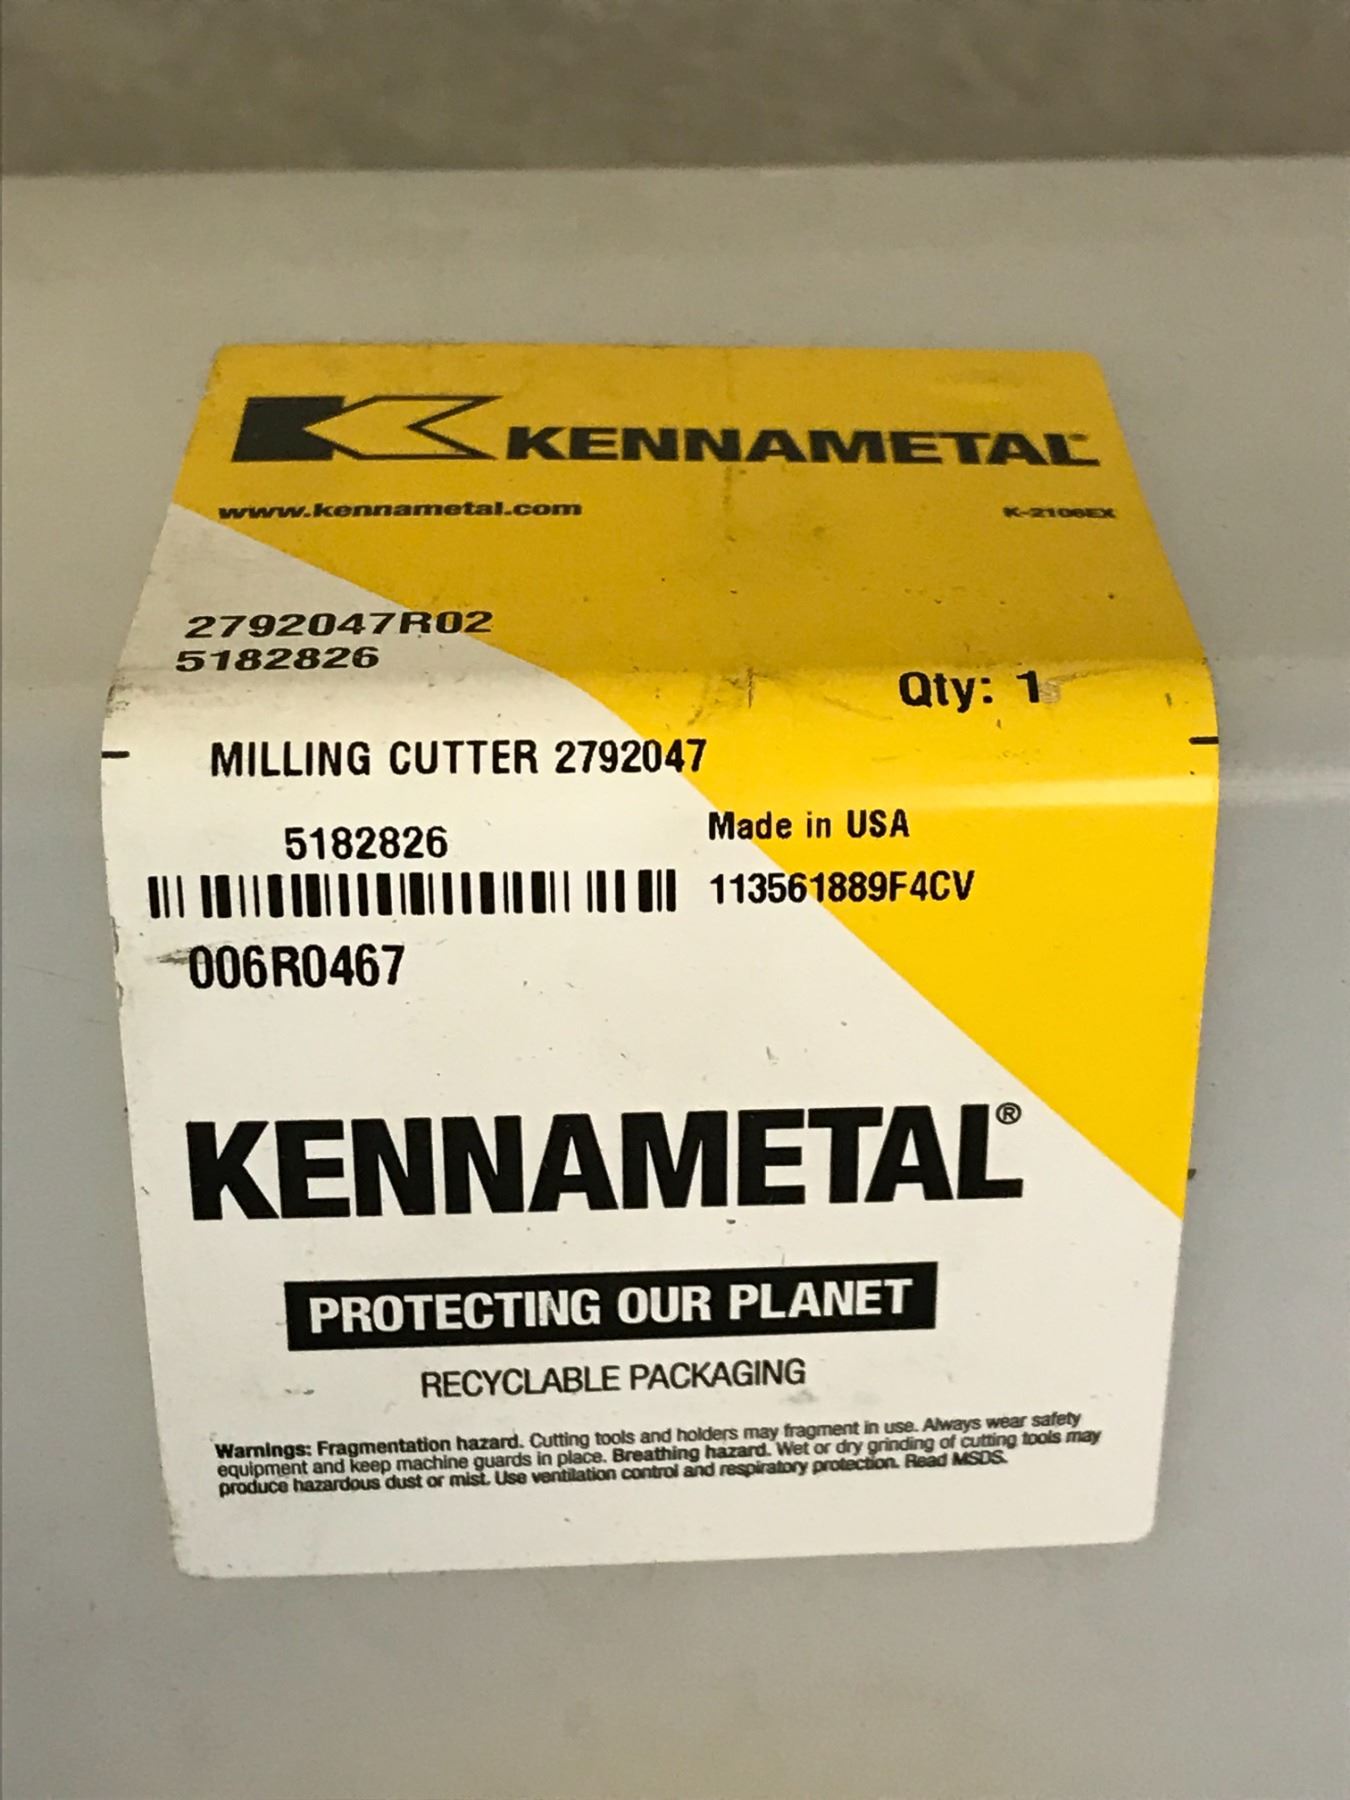 KENNAMETAL
www.kennametal.com K-2106EX
2792047R02
5182826
Qty: 1
MILLING CUTTER 2792047
5182826 Made in USA
113561889F4CV
006R0467
KENNAMETAL®
PROTECTING OUR PLANET
RECYCLABLE PACKAGING
Warnings: Fragmentation hazard. Cutting tools and holders may fragment in use. Always wear safety
equipment and keep machine guards in place. Breathing hazard. Wet or dry grinding of cutting tools may
produce hazardous dust or mist. Use ventilation control and respiratory protection. Read MSDS.